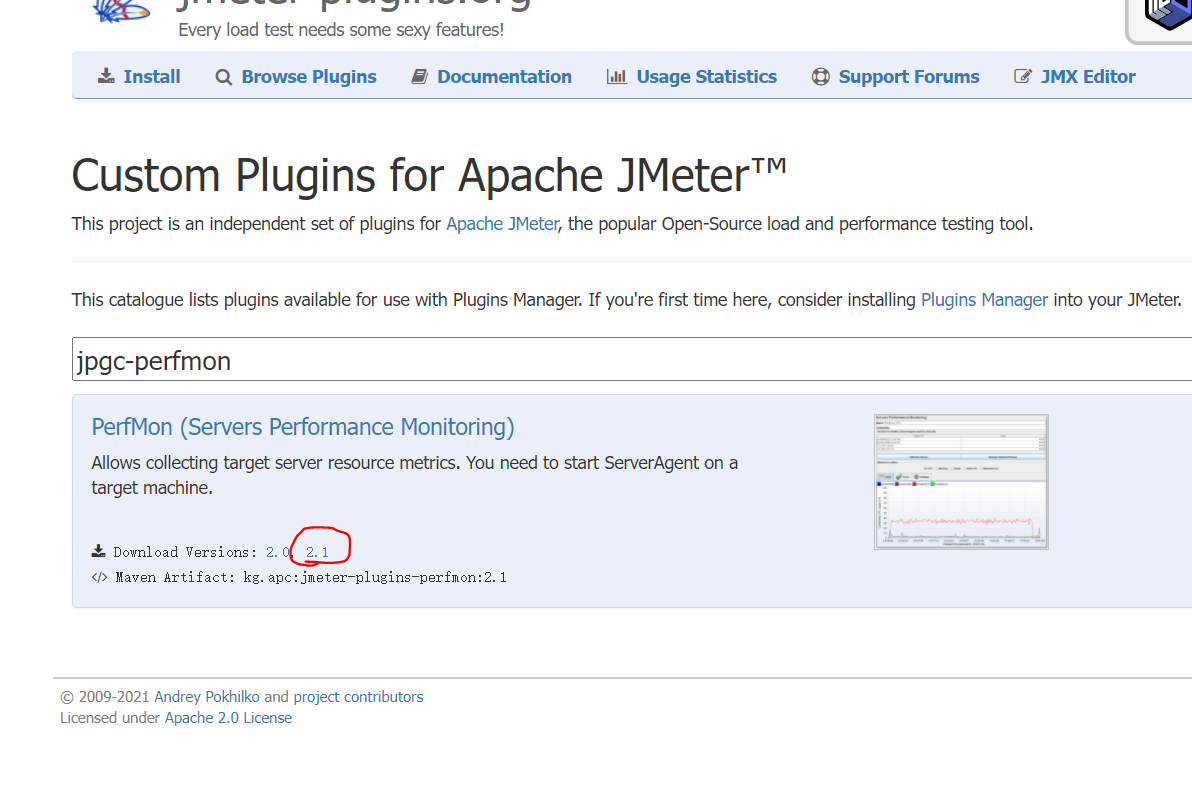 jmeter-plugins.org
Every load test needs some sexy features!
Install Browse Plugins Documentation Usage Statistics Support Forums JMX Editor
Custom Plugins for Apache JMeter™
This project is an independent set of plugins for Apache JMeter, the popular Open-Source load and performance testing tool.
This catalogue lists plugins available for use with Plugins Manager. If you're first time here, consider installing Plugins Manager into your JMeter.
jpgc-perfmon
PerfMon (Servers Performance Monitoring)
Allows collecting target server resource metrics. You need to start ServerAgent on a
target machine.
Download Versions: 2.0, 2.1
</> Maven Artifact: kg.apc:jmeter-plugins-perfmon:2.1
© 2009-2021 Andrey Pokhilko and project contributors
Licensed under Apache 2.0 License